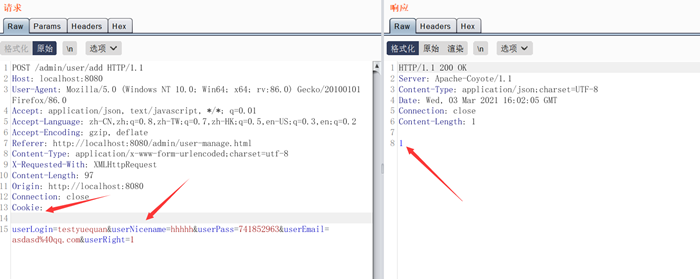 请求
Raw Params Headers Hex
格式化 原始 \n 选项
1 POST /admin/user/add HTTP/1.1
2 Host: localhost:8080
3 User-Agent: Mozilla/5.0 (Windows NT 10.0; Win64; x64; rv:86.0) Gecko/20100101
Firefox/86.0
4 Accept: application/json, text/javascript, */*; q=0.01
5 Accept-Language: zh-CN,zh;q=0.8,zh-TW;q=0.7,zh-HK;q=0.5,en-US;q=0.3,en;q=0.2
6 Accept-Encoding: gzip, deflate
7 Referer: http://localhost:8080/admin/user-manage.html
8 Content-Type: application/x-www-form-urlencoded;charset=utf-8
9 X-Requested-With: XMLHttpRequest
10 Content-Length: 97
11 Origin: http://localhost:8080
12 Connection: close
13 Cookie:
14
15 userLogin=testyuequan&userNicename=hhhhh&userPass=741852963&userEmail=
asdasd%40qq.com&userRight=1
响应
Raw Headers Hex
格式化 原始 渲染 \n 选项
1 HTTP/1.1 200 OK
2 Server: Apache-Coyote/1.1
3 Content-Type: application/json;charset=UTF-8
4 Date: Wed, 03 Mar 2021 16:02:05 GMT
5 Connection: close
6 Content-Length: 1
7
8 1